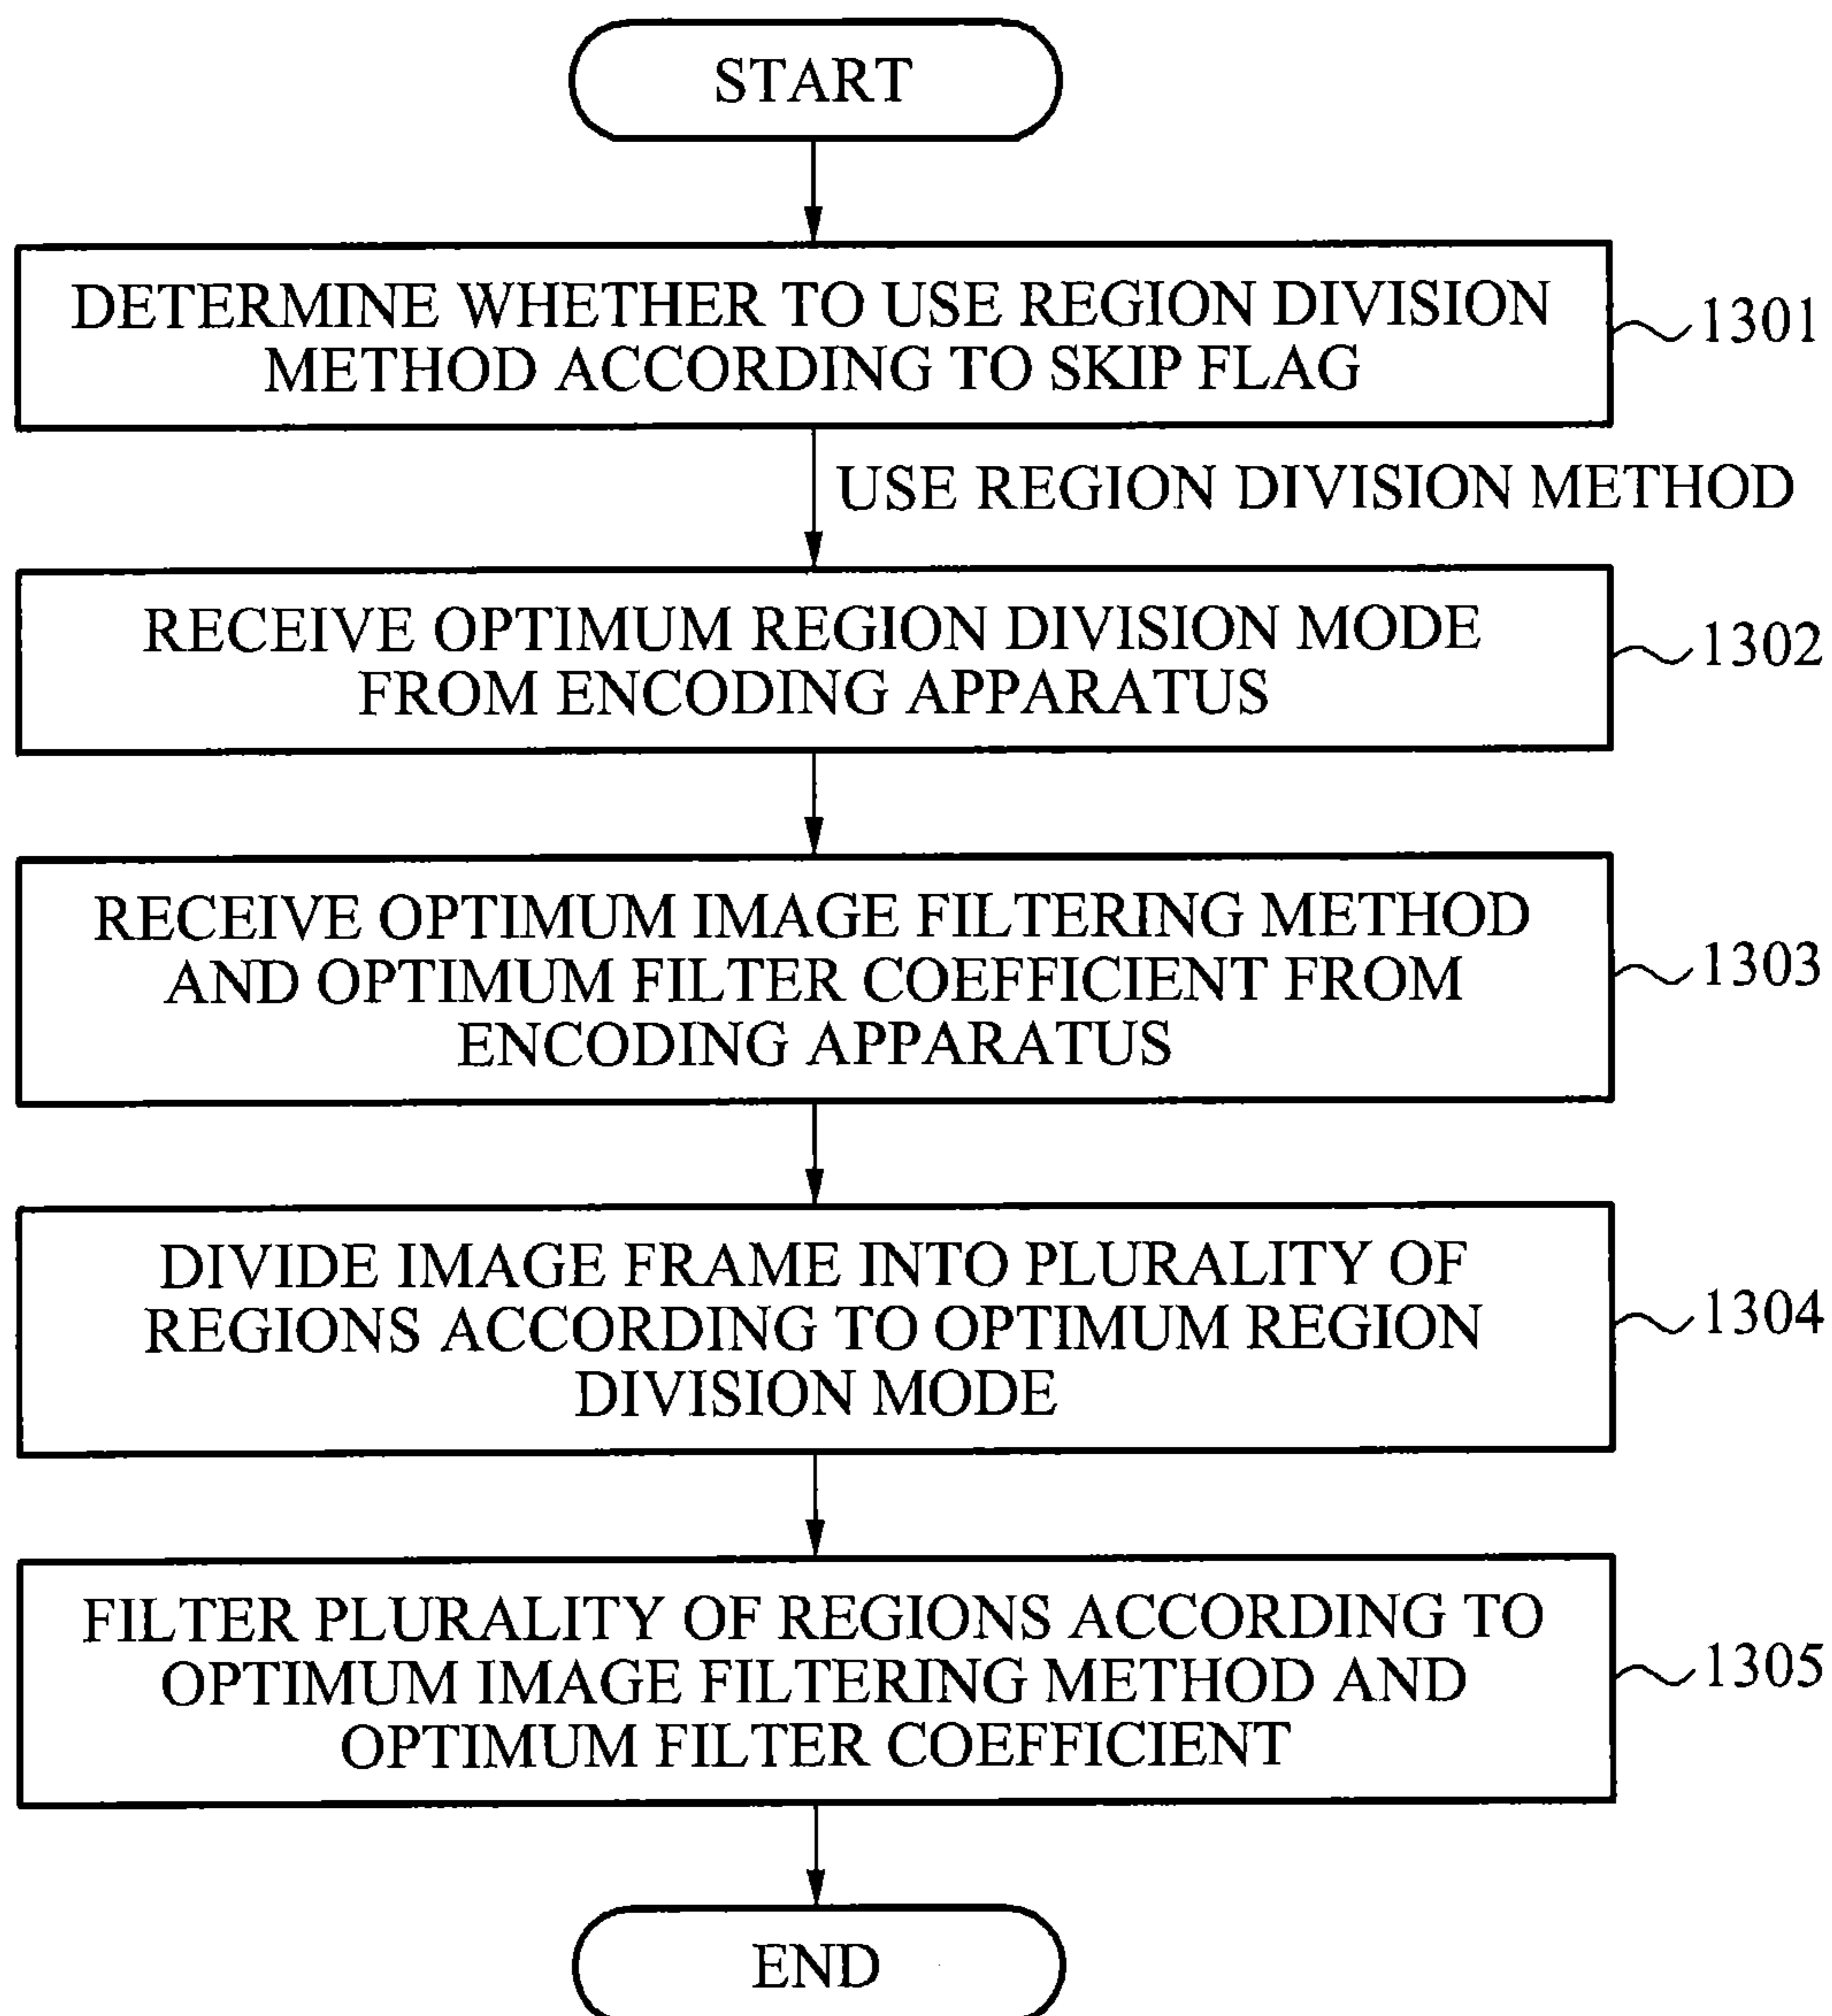 START
DETERMINE WHETHER TO USE REGION DIVISION
METHOD ACCORDING TO SKIP FLAG
1301
USE REGION DIVISION METHOD
RECEIVE OPTIMUM REGION DIVISION MODE
FROM ENCODING APPARATUS
1302
RECEIVE OPTIMUM IMAGE FILTERING METHOD
AND OPTIMUM FILTER COEFFICIENT FROM
ENCODING APPARATUS
1303
DIVIDE IMAGE FRAME INTO PLURALITY OF
REGIONS ACCORDING TO OPTIMUM REGION
DIVISION MODE
1304
FILTER PLURALITY OF REGIONS ACCORDING TO
OPTIMUM IMAGE FILTERING METHOD AND
OPTIMUM FILTER COEFFICIENT
1305
END